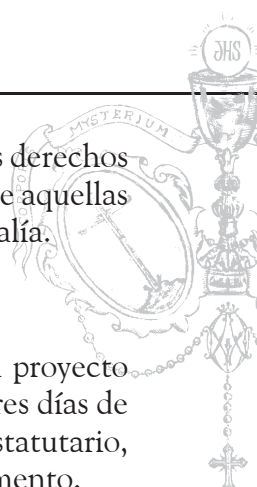 JHS
MYSTERIUM
s derechos
e aquellas
alía.
proyecto
res días de
statutario,
mento.